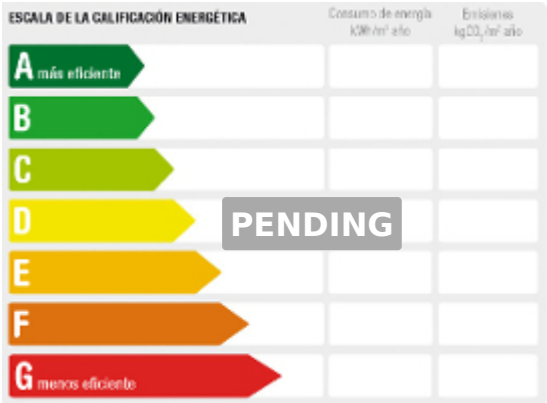 ESCALA DE LA CALIFICACIÓN ENERGÉTICA
Consumo de energía
kWh/m² año
Emisiones
kgCO₂/m² año
A más eficiente
B
C
D
PENDING
E
F
G menos eficiente